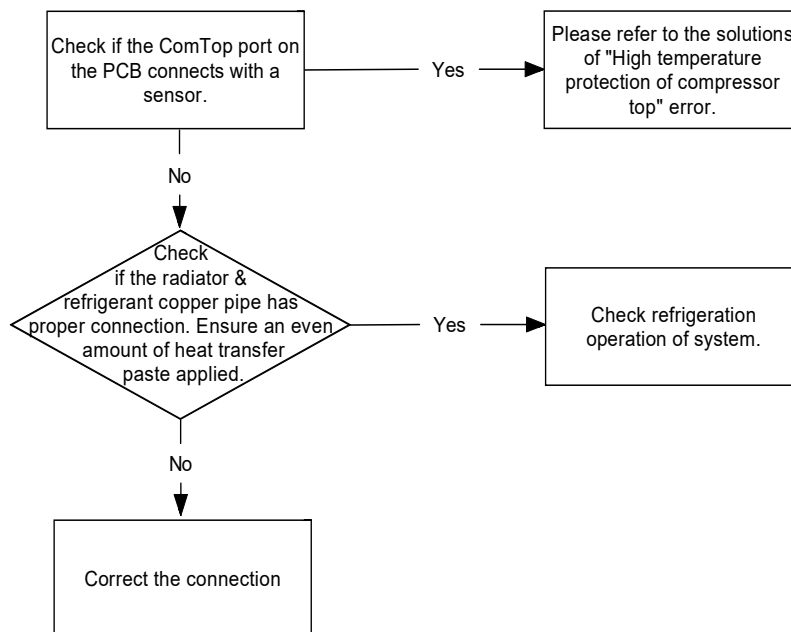 Check if the ComTop port on
the PCB connects with a
sensor.
Yes
Please refer to the solutions
of "High temperature
protection of compressor
top" error.
No
Check
if the radiator &
refrigerant copper pipe has
proper connection. Ensure an even
amount of heat transfer
paste applied.
Yes
Check refrigeration
operation of system.
No
Correct the connection